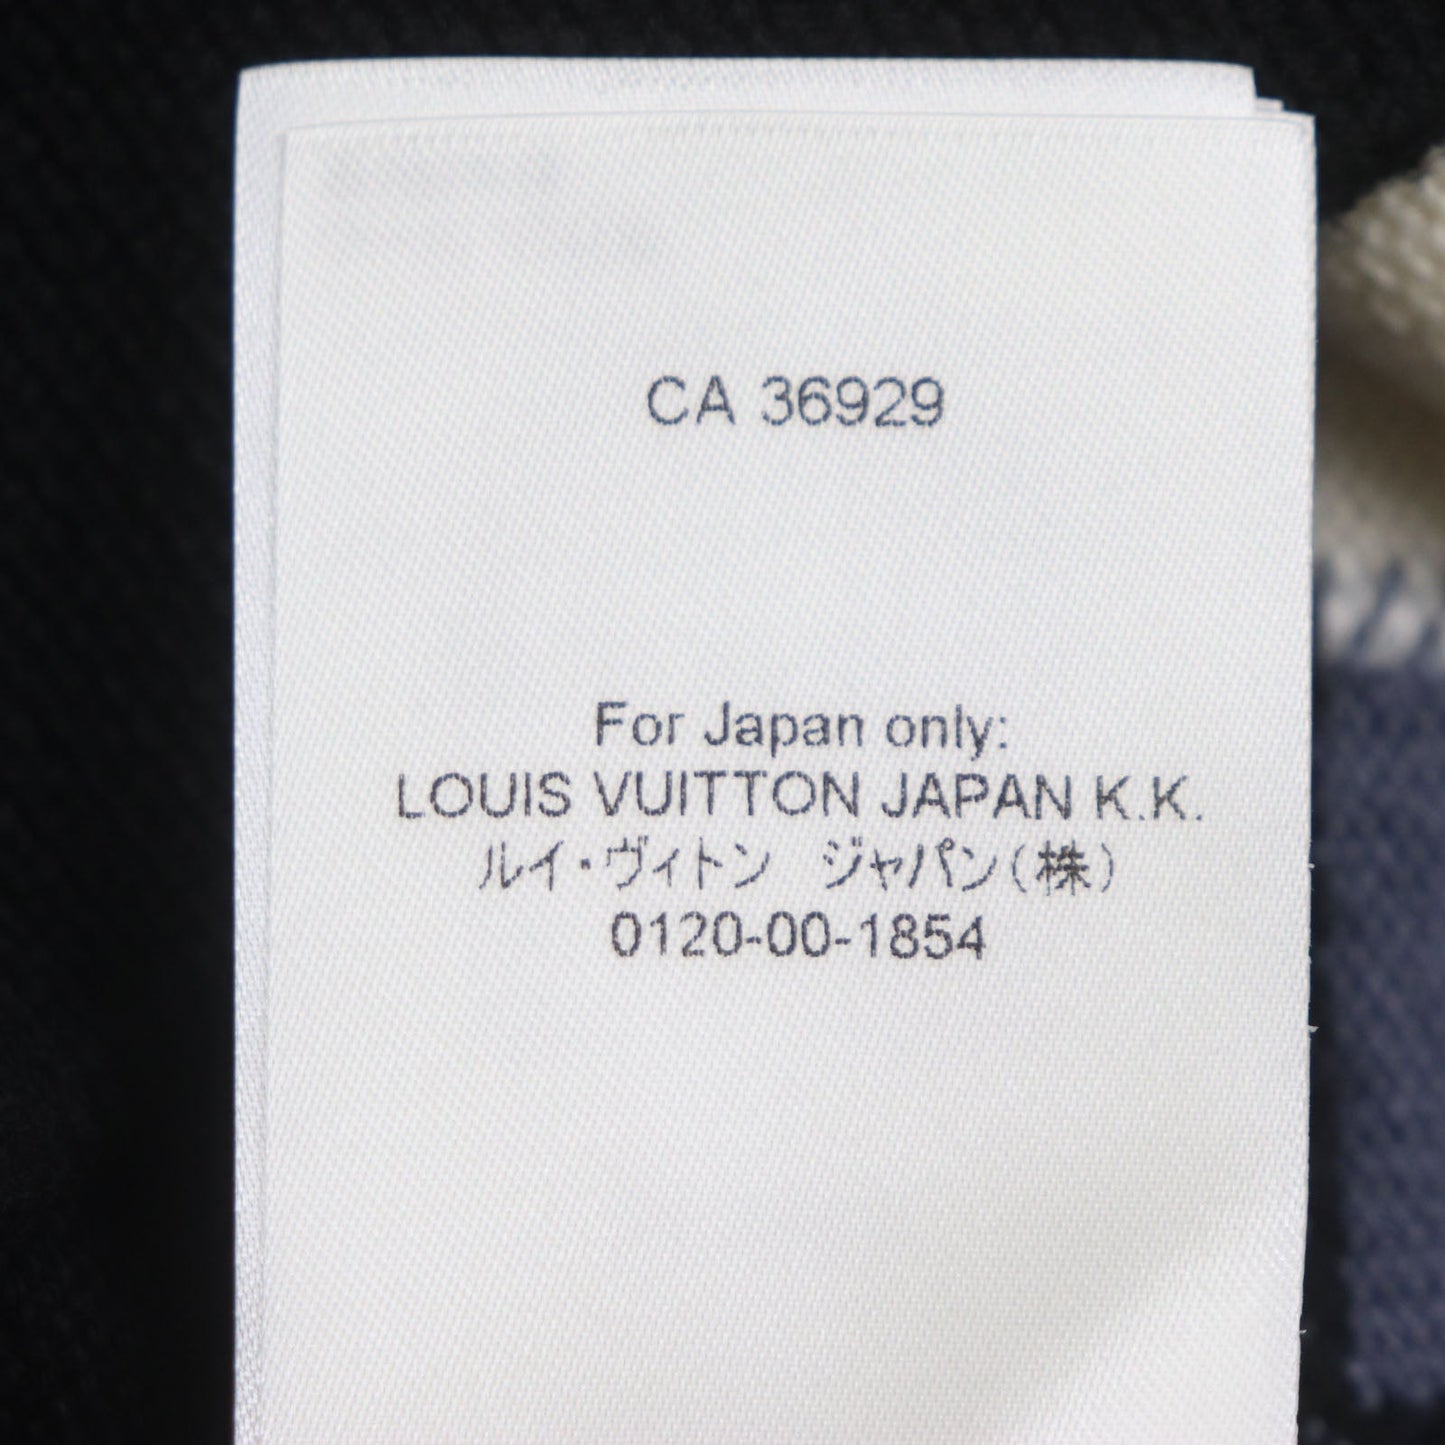 CA 36929
For Japan only:
LOUIS VUITTON JAPAN K.K.
ルイ・ヴィトン　ジャパン(株)
0120-00-1854